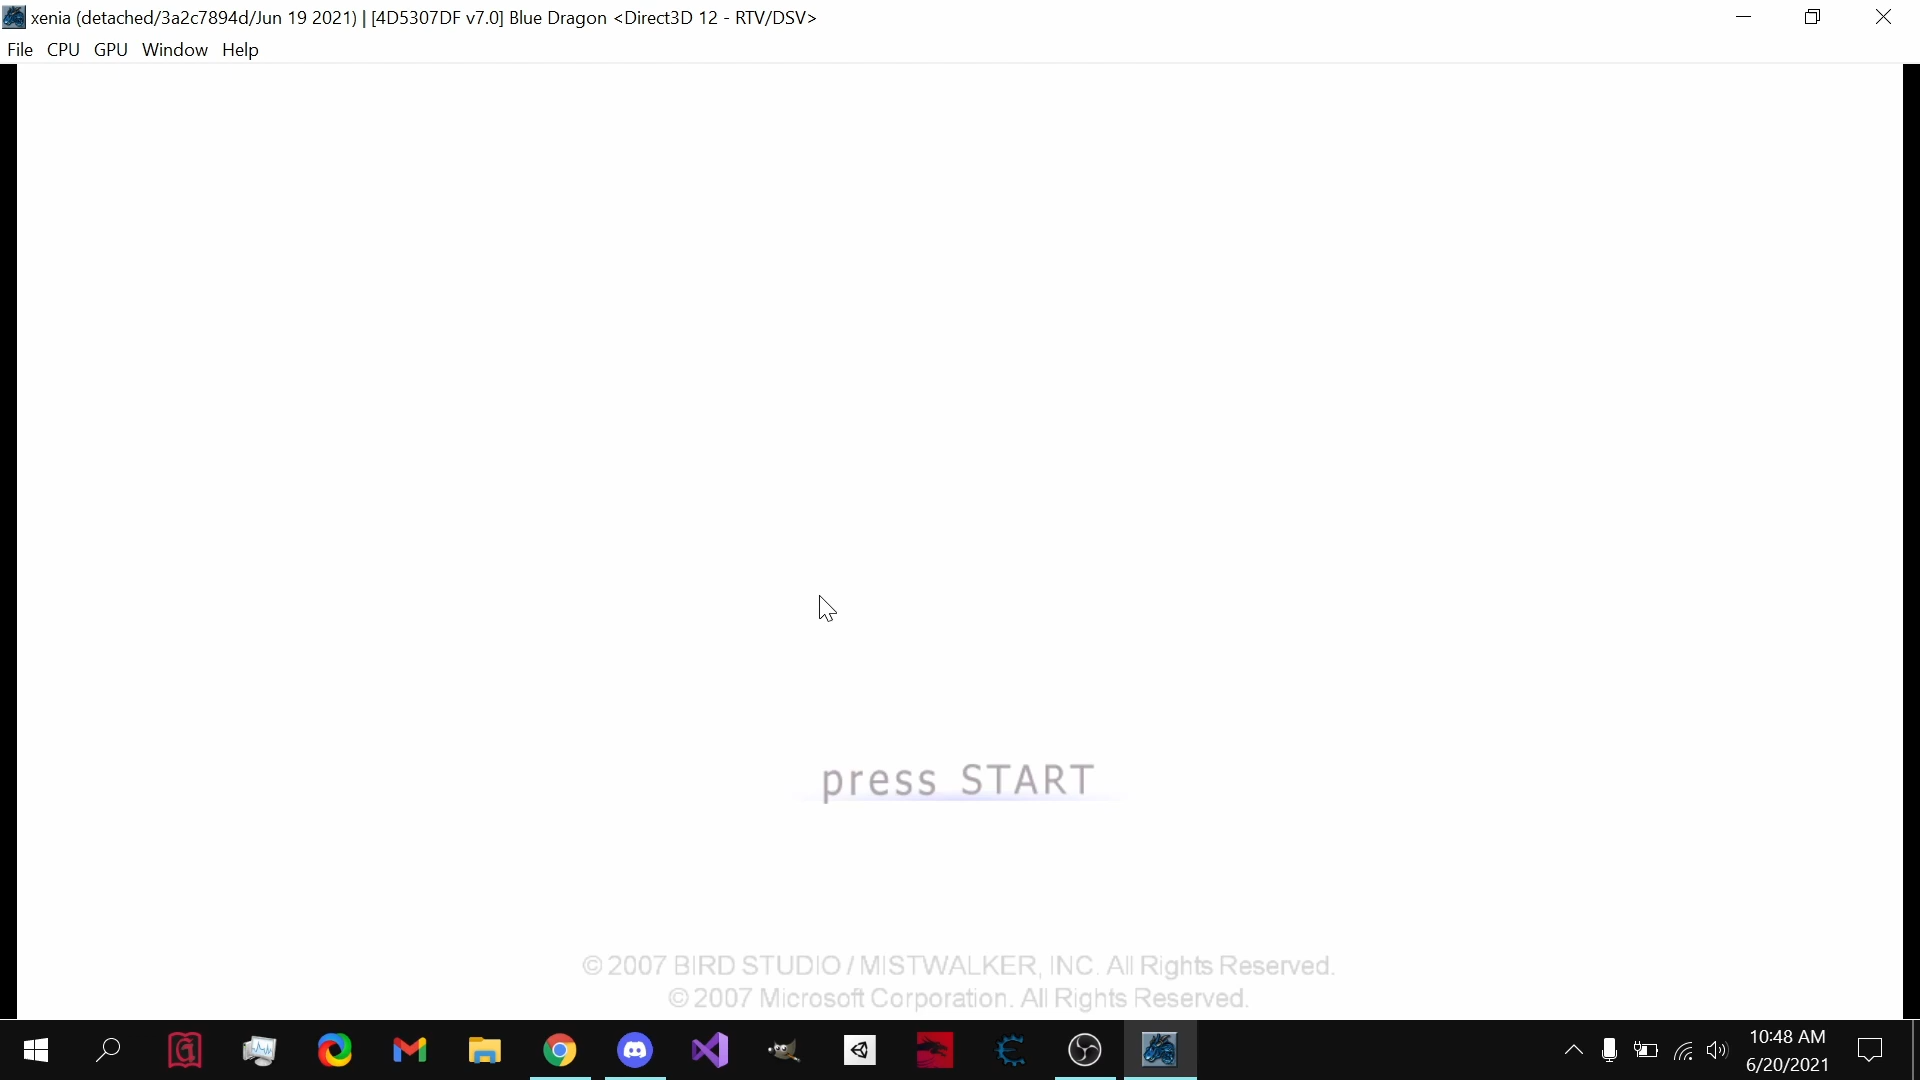 xenia (detached/3a2c7894d/Jun 19 2021) | [4D5307DF v7.0] Blue Dragon <Direct3D 12 - RTV/DSV>
File CPU GPU Window Help
press START
© 2007 BIRD STUDIO / MISTWALKER, INC. All Rights Reserved.
© 2007 Microsoft Corporation. All Rights Reserved.
10:48 AM
6/20/2021